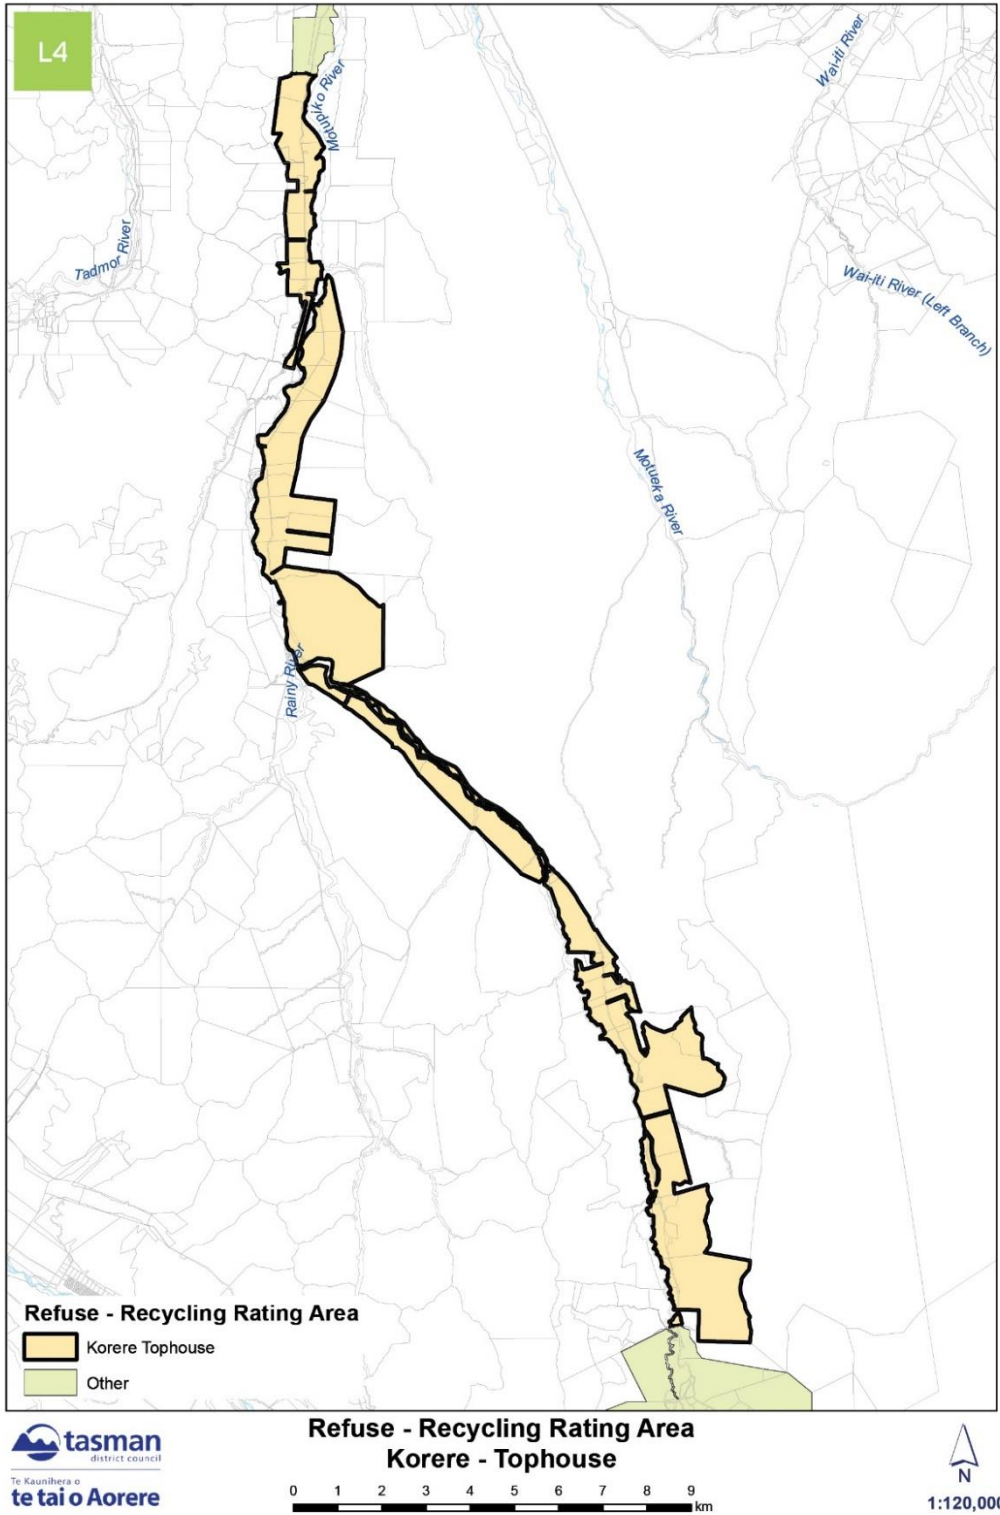 L4
Motupiko River
Wai-iti River
Tadmor River
Wai-iti River (Left Branch)
Motueka River
Rainy River
Refuse - Recycling Rating Area
Korere Tophouse
Other
tasman
district council
Te Kaunihera o
te tai o Aorere
Refuse - Recycling Rating Area
Korere - Tophouse
0 1 2 3 4 5 6 7 8 9
km
N
1:120,000